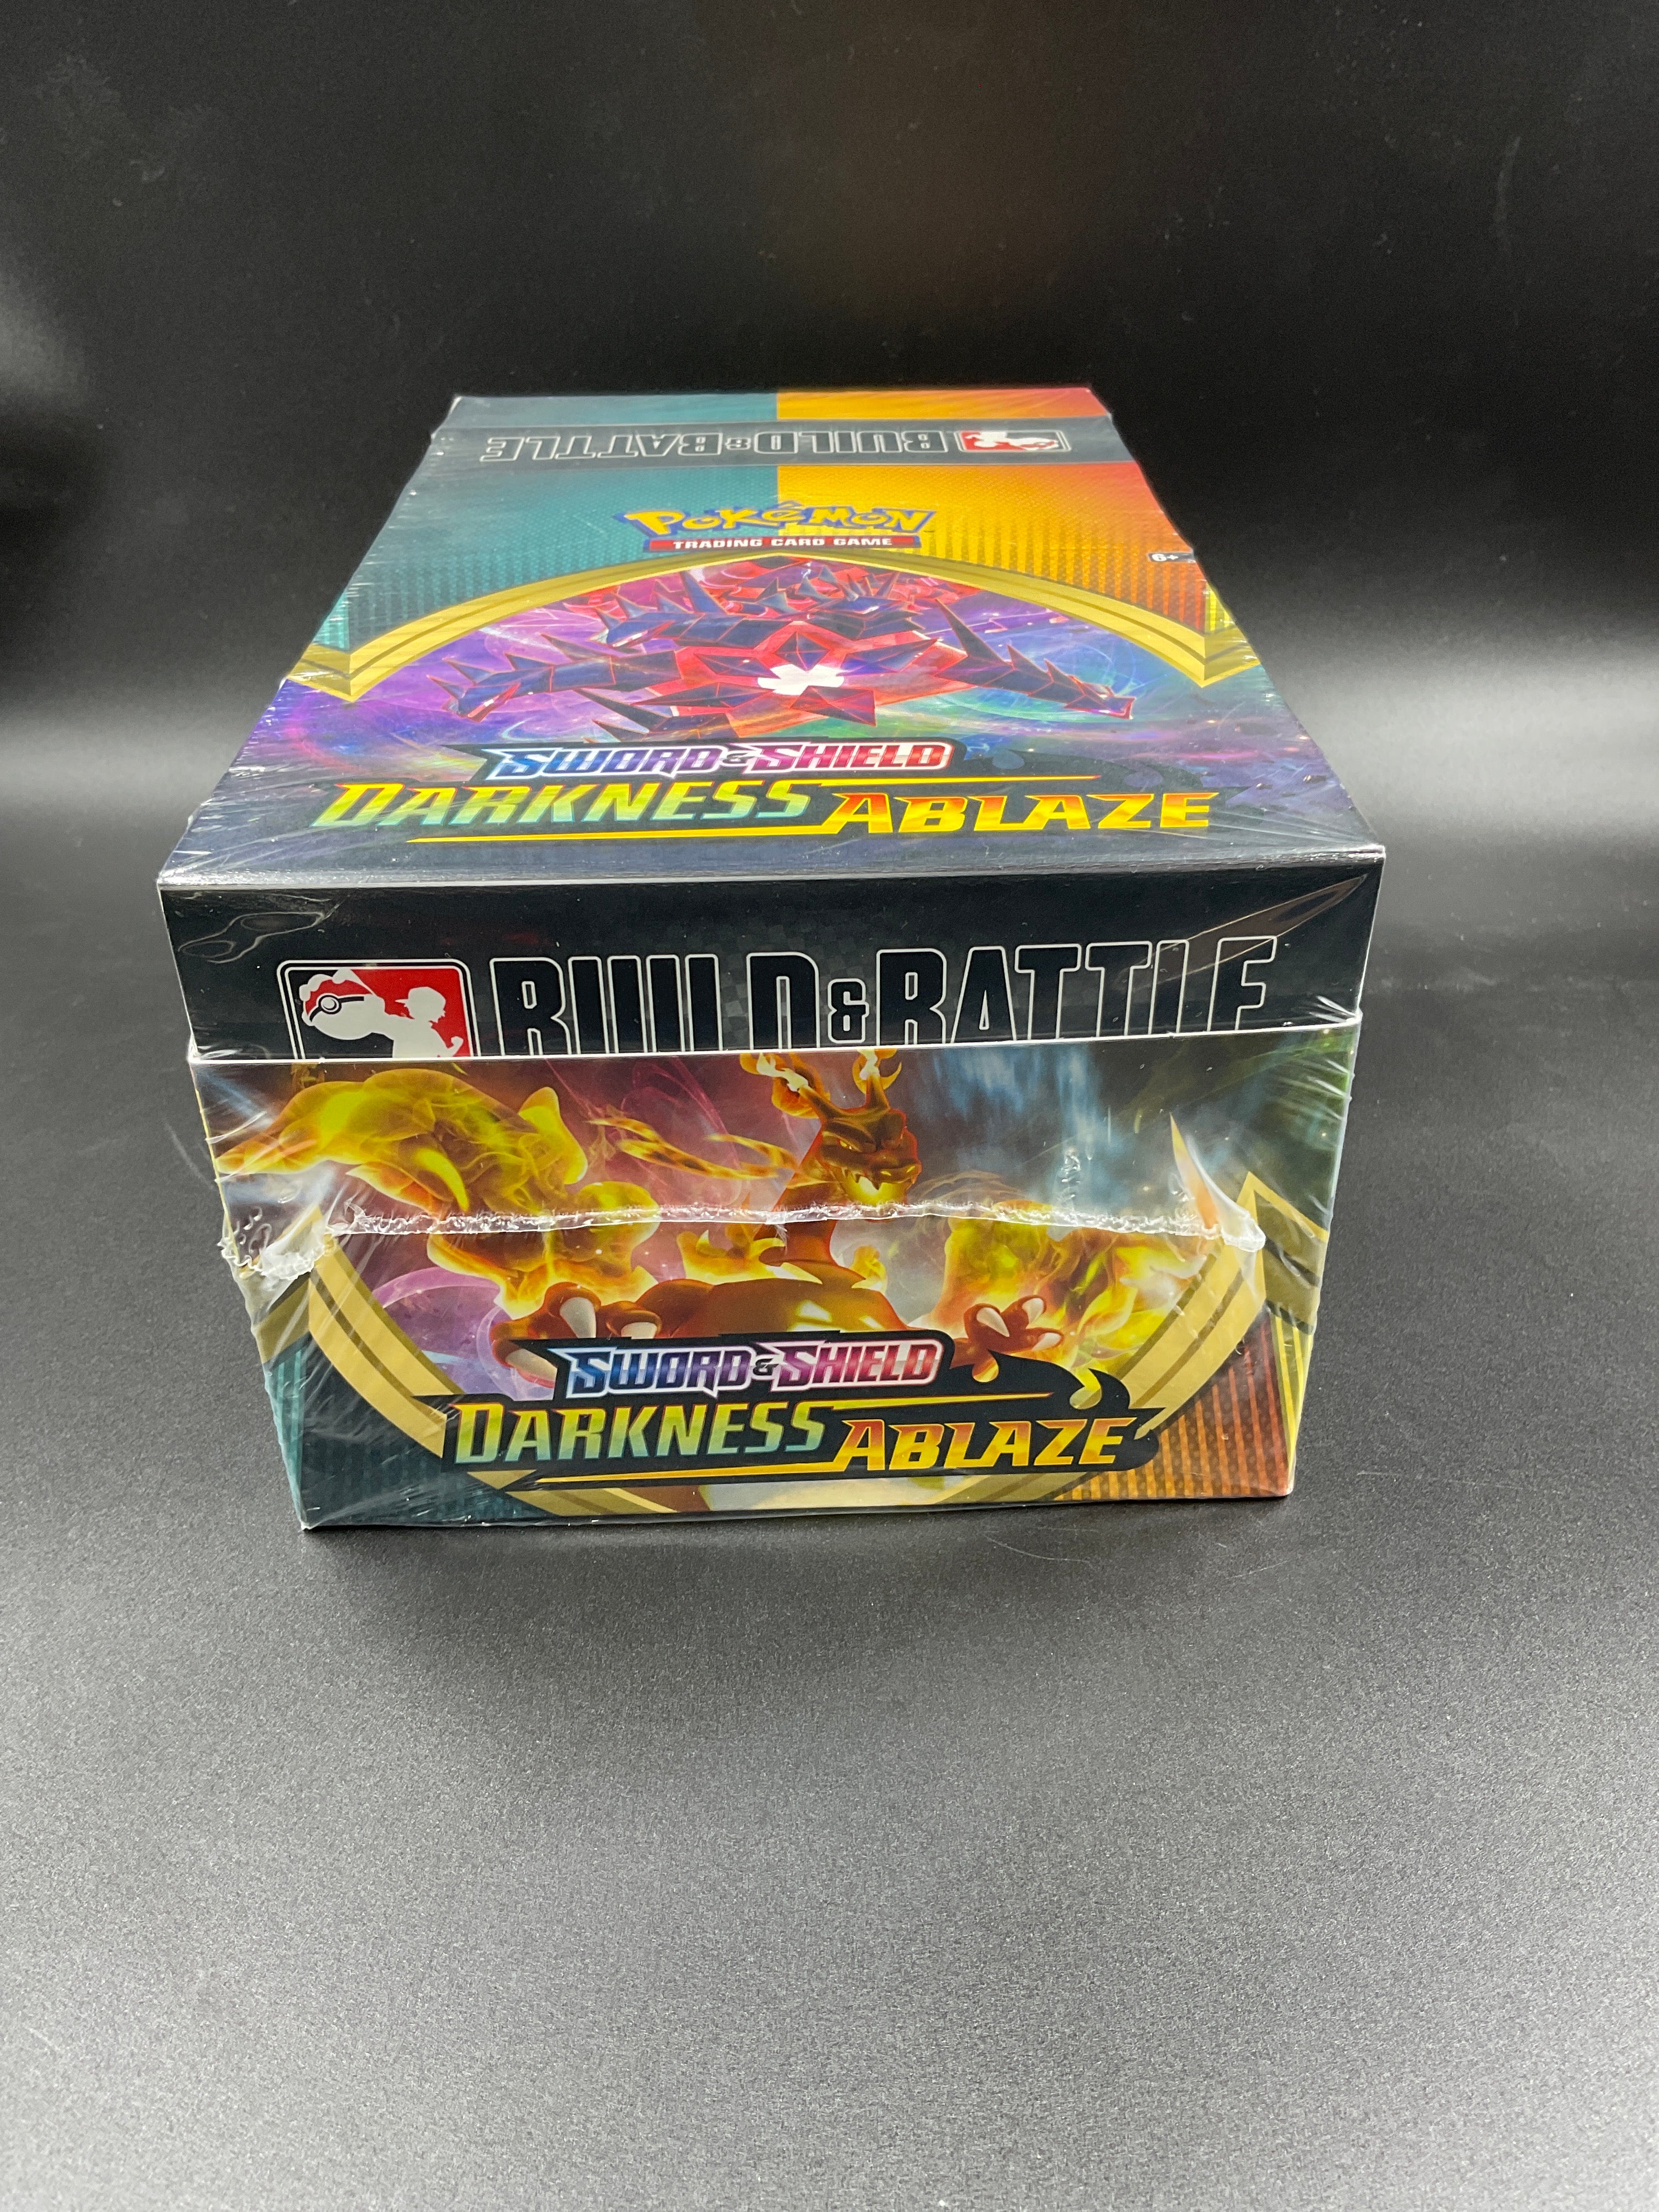 BUILD & BATTLE
Pokémon
TRADING CARD GAME
6+
SWORD & SHIELD
DARKNESS ABLAZE
BUILD & BATTLE
SWORD & SHIELD
DARKNESS ABLAZE